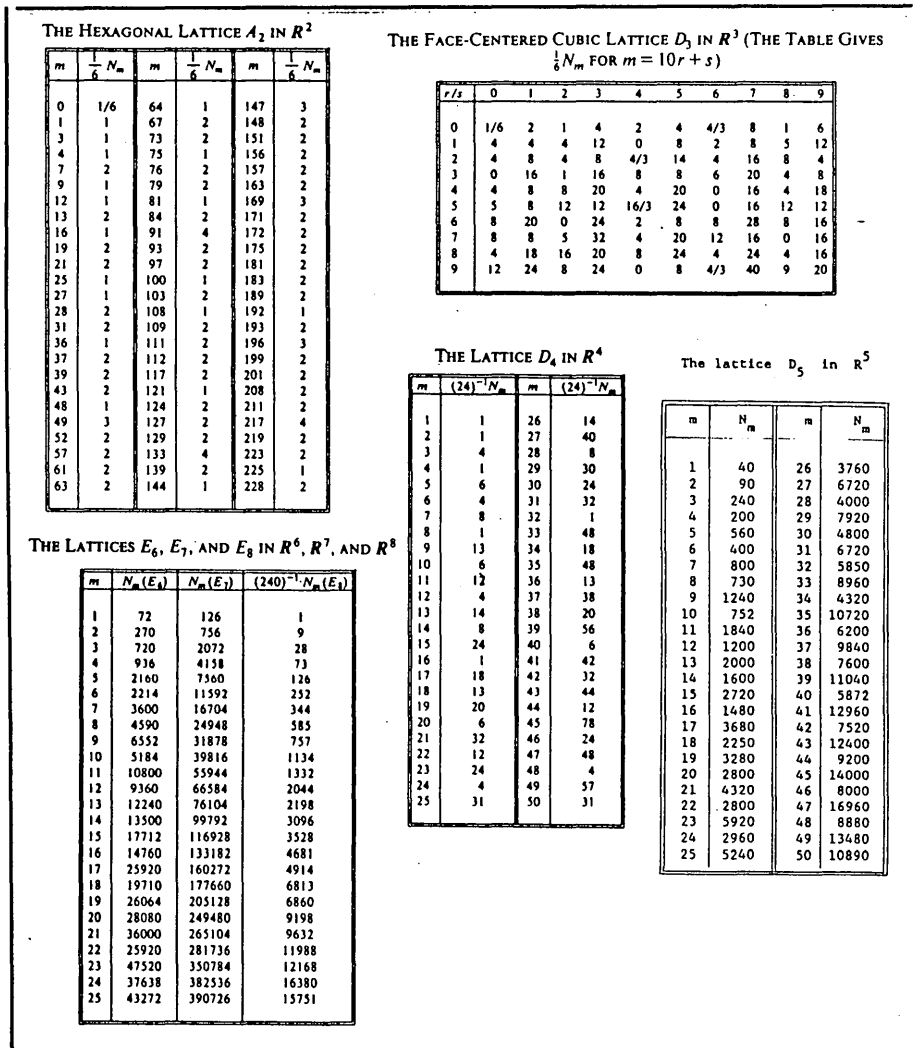 THE HEXAGONAL LATTICE A2 IN R2
m 1/6 Nm m 1/6 Nm m 1/6 Nm
0 1/6 64 1 147 3
1 1 67 2 148 2
3 1 73 2 151 2
4 1 75 1 156 2
7 2 76 2 157 2
9 1 79 2 163 2
12 1 81 1 169 3
13 2 84 2 171 2
16 1 91 4 172 2
19 2 93 2 175 2
21 2 97 2 181 2
25 1 100 1 183 2
27 1 103 2 189 2
28 2 108 1 192 1
31 2 109 2 193 2
36 1 111 2 196 3
37 2 112 2 199 2
39 2 117 2 201 2
43 2 121 1 208 2
48 1 124 2 211 2
49 3 127 2 217 4
52 2 129 2 219 2
57 2 133 4 223 2
61 2 139 2 225 1
63 2 144 1 228 2
THE FACE-CENTERED CUBIC LATTICE D3 IN R3 (THE TABLE GIVES
1/6 Nm FOR m = 10r + s)
r/s 0 1 2 3 4 5 6 7 8 9
0 1/6 2 1 4 2 4 4/3 8 1 6
1 4 4 4 12 0 8 2 8 5 12
2 4 8 4 8 4/3 14 4 16 8 4
3 0 16 1 16 8 8 6 20 4 8
4 4 8 8 20 4 20 0 16 4 18
5 5 8 12 12 16/3 24 0 16 12 12
6 8 20 0 24 2 8 8 28 8 16
7 8 8 5 32 4 20 12 16 0 16
8 4 18 16 20 8 24 4 24 4 16
9 12 24 8 24 0 8 4/3 40 9 20
THE LATTICE D4 IN R4
m (24)-1Nm m (24)-1Nm
1 1 26 14
2 1 27 40
3 4 28 8
4 1 29 30
5 6 30 24
6 4 31 32
7 8 32 1
8 1 33 48
9 13 34 18
10 6 35 48
11 12 36 13
12 4 37 38
13 14 38 20
14 8 39 56
15 24 40 6
16 1 41 42
17 18 42 32
18 13 43 44
19 20 44 12
20 6 45 78
21 32 46 24
22 12 47 48
23 24 48 4
24 4 49 57
25 31 50 31
The lattice D5 in R5
m Nm m Nm
1 40 26 3760
2 90 27 6720
3 240 28 4000
4 200 29 7920
5 560 30 4800
6 400 31 6720
7 800 32 5850
8 730 33 8960
9 1240 34 4320
10 752 35 10720
11 1840 36 6200
12 1200 37 9840
13 2000 38 7600
14 1600 39 11040
15 2720 40 5872
16 1480 41 12960
17 3680 42 7520
18 2250 43 12400
19 3280 44 9200
20 2800 45 14000
21 4320 46 8000
22 2800 47 16960
23 5920 48 8880
24 2960 49 13480
25 5240 50 10890
THE LATTICES E6, E7, AND E8 IN R6, R7, AND R8
m Nm(E6) Nm(E7) (240)-1·Nm(E8)
1 72 126 1
2 270 756 9
3 720 2072 28
4 936 4158 73
5 2160 7560 126
6 2214 11592 252
7 3600 16704 344
8 4590 24948 585
9 6552 31878 757
10 5184 39816 1134
11 10800 55944 1332
12 9360 66584 2044
13 12240 76104 2198
14 13500 99792 3096
15 17712 116928 3528
16 14760 133182 4681
17 25920 160272 4914
18 19710 177660 6813
19 26064 205128 6860
20 28080 249480 9198
21 36000 265104 9632
22 25920 281736 11988
23 47520 350784 12168
24 37638 382536 16380
25 43272 390726 15751